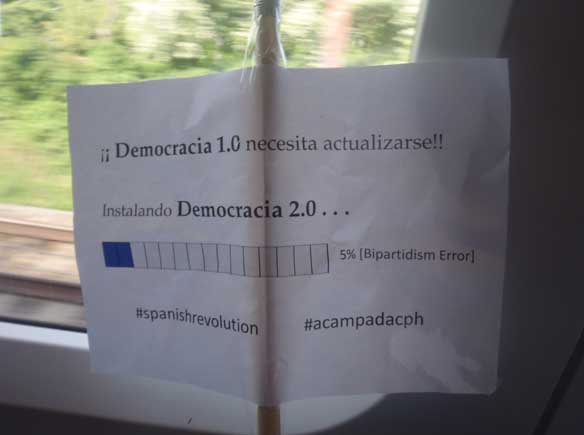 ¡¡ Democracia 1.0 necesita actualizarse!!
Instalando Democracia 2.0 . . .
5% [Bipartidism Error]
#spanishrevolution #acampadacph